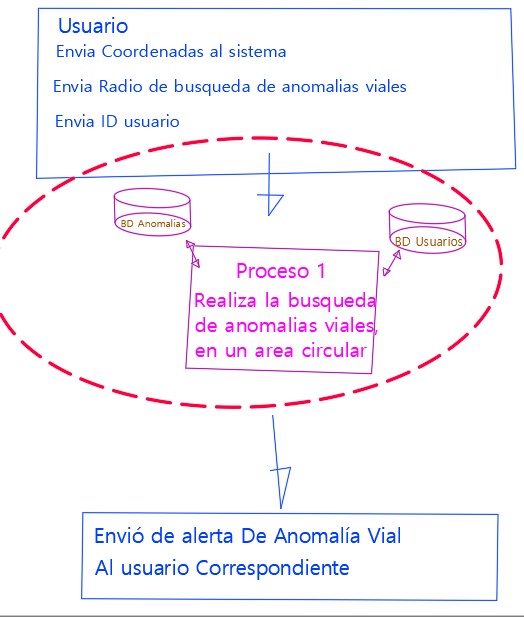 Usuario
Envia Coordenadas al sistema
Envia Radio de busqueda de anomalias viales
Envia ID usuario
BD Anomalias
BD Usuarios
Proceso 1
Realiza la busqueda
de anomalias viales,
en un area circular
Envió de alerta De Anomalía Vial
Al usuario Correspondiente